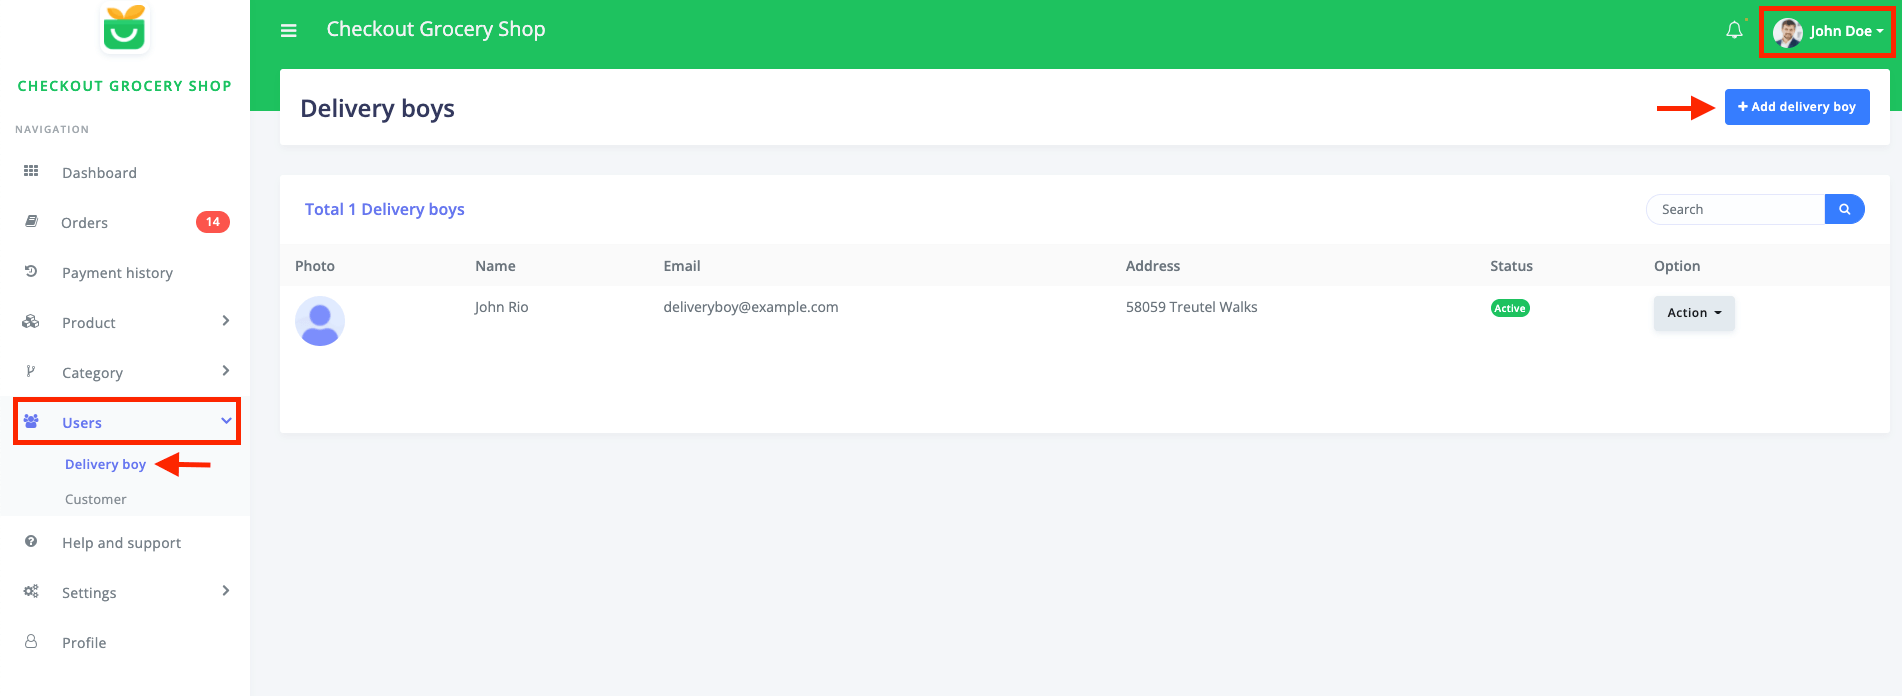 Checkout Grocery Shop
John Doe
CHECKOUT GROCERY SHOP
NAVIGATION
Dashboard
Orders 14
Payment history
Product
Category
Users
Delivery boy
Customer
Help and support
Settings
Profile
Delivery boys
+ Add delivery boy
Total 1 Delivery boys
Search
Photo Name Email Address Status Option
John Rio deliveryboy@example.com 58059 Treutel Walks Active Action